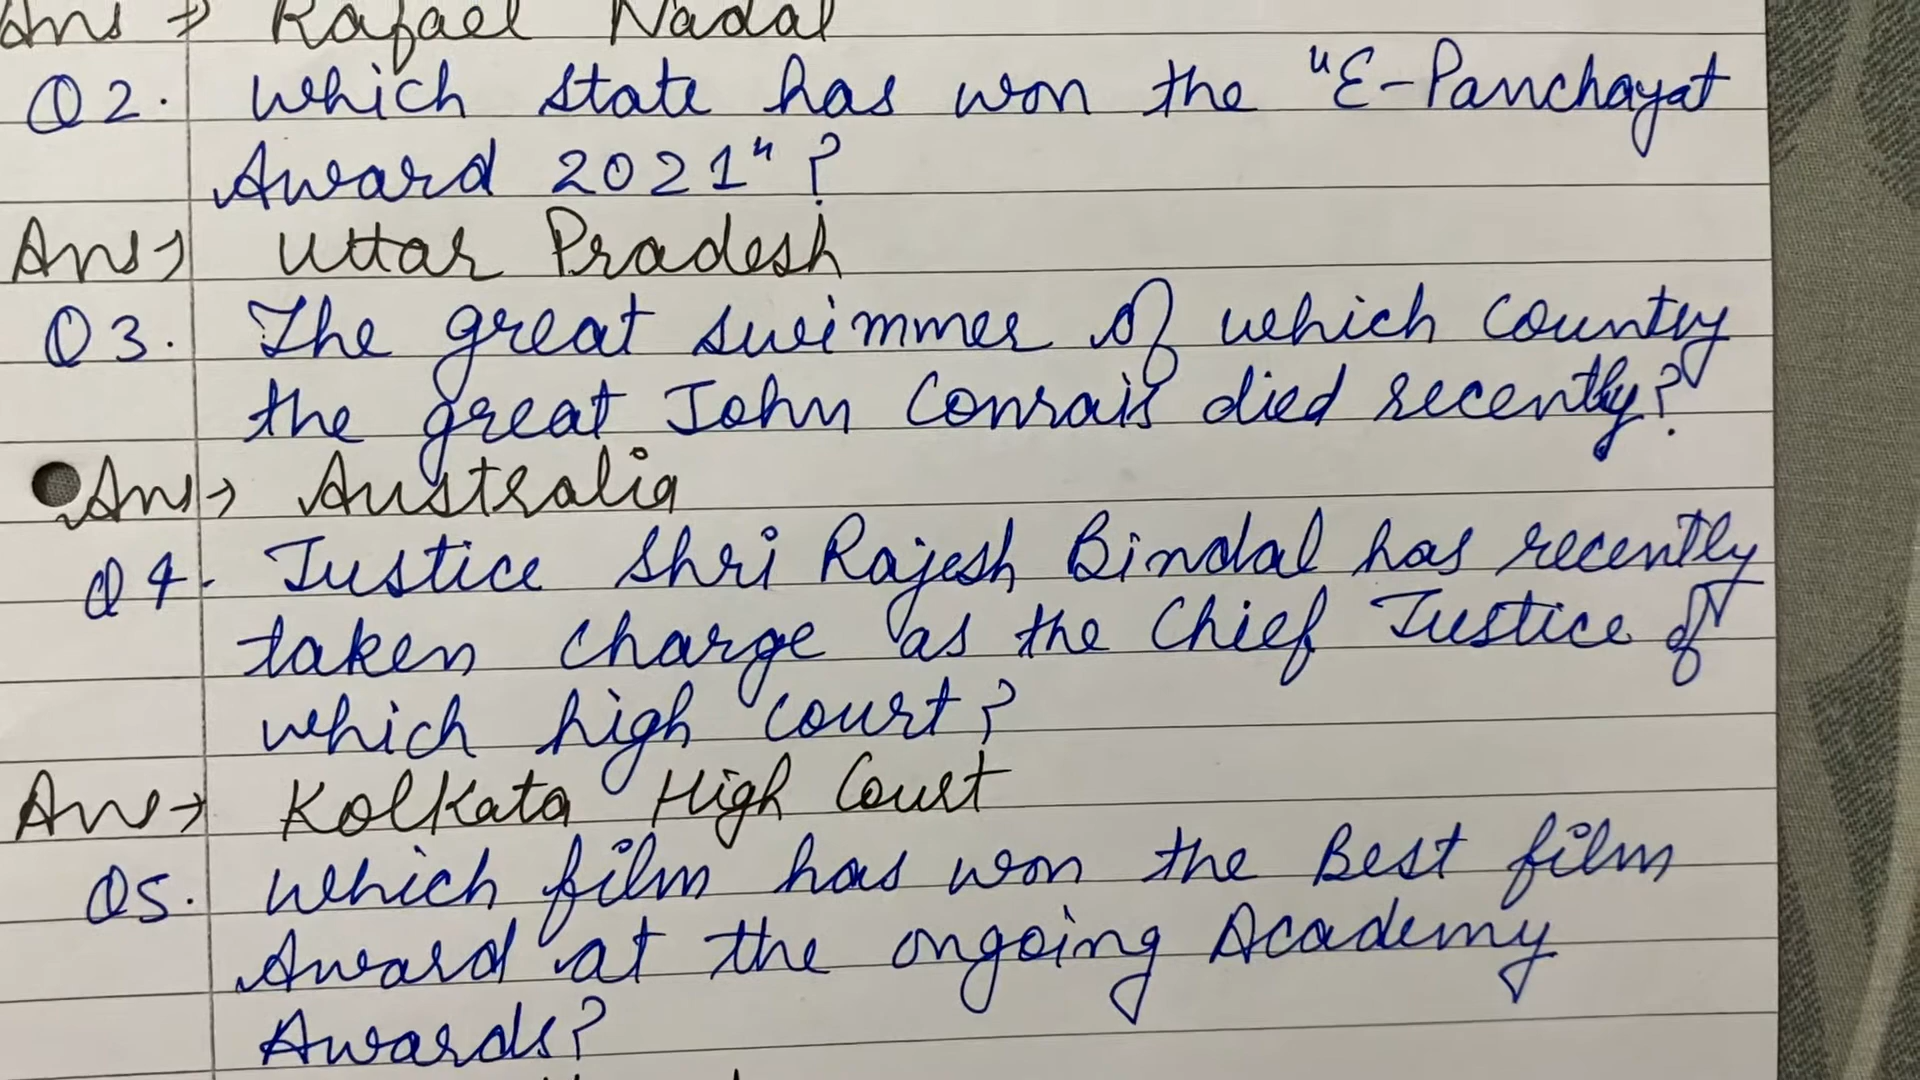 Ans → Rafael Nadal
Q2. Which state has won the "E-Panchayat
Award 2021"?
Ans → Uttar Pradesh
Q3. The great swimmer of which country
the great John Conrais died recently?
Ans → Australia
Q4. Justice Shri Rajesh Bindal has recently
taken charge as the Chief Justice of
which high court?
Ans → Kolkata High Court
Q5. Which film has won the Best film
Award at the ongoing Academy
Awards?